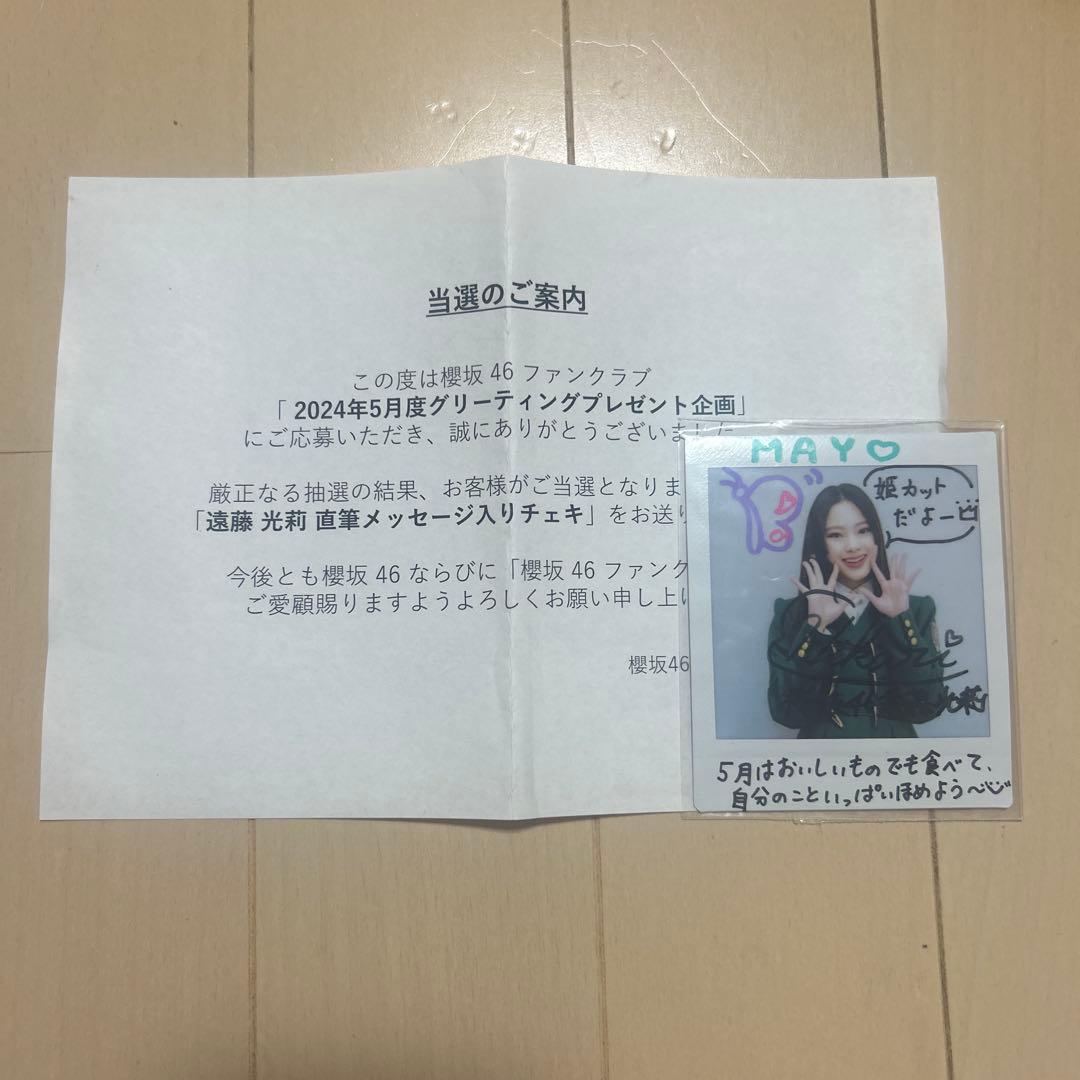 当選のご案内
この度は櫻坂 46 ファンクラブ
「 2024年5月度グリーティングプレゼント企画」
にご応募いただき、誠にありがとうございました
厳正なる抽選の結果、お客様がご当選となりま
「遠藤 光莉 直筆メッセージ入りチェキ」をお送り
今後とも櫻坂 46 ならびに「櫻坂 46 ファンク
ご愛顧賜りますようよろしくお願い申し上げ
櫻坂46
MAY♡
姫カット
だよー
5月はおいしいものでも食べて、
自分のこといっぱいほめよう〜